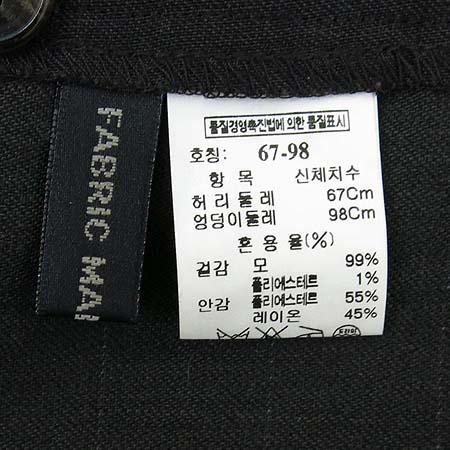 품질경영촉진법에 의한 품질표시
호칭: 67-98
항 목 신체치수
허리둘레 67Cm
엉덩이둘레 98Cm
혼용율(%)
겉감 모 99%
폴리에스테르 1%
안감 폴리에스테르 55%
레이온 45%
드라이
FABRIC